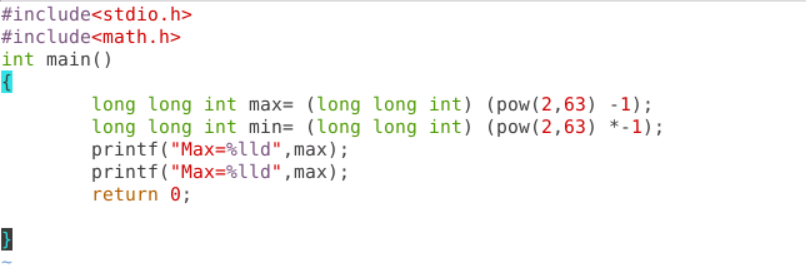 #include<stdio.h>
#include<math.h>
int main()
{
        long long int max= (long long int) (pow(2,63) -1);
        long long int min= (long long int) (pow(2,63) *-1);
        printf("Max=%lld",max);
        printf("Max=%lld",max);
        return 0;
}
~